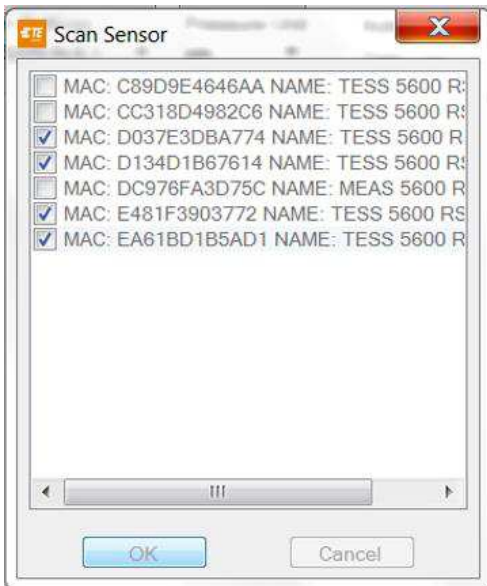 TE
Scan Sensor
X
MAC: C89D9E4646AA NAME: TESS 5600 R
MAC: CC318D4982C6 NAME: TESS 5600 R
MAC: D037E3DBA774 NAME: TESS 5600 R
MAC: D134D1B67614 NAME: TESS 5600 R
MAC: DC976FA3D75C NAME: MEAS 5600 R
MAC: E481F3903772 NAME: TESS 5600 RS
MAC: EA61BD1B5AD1 NAME: TESS 5600 R
OK Cancel